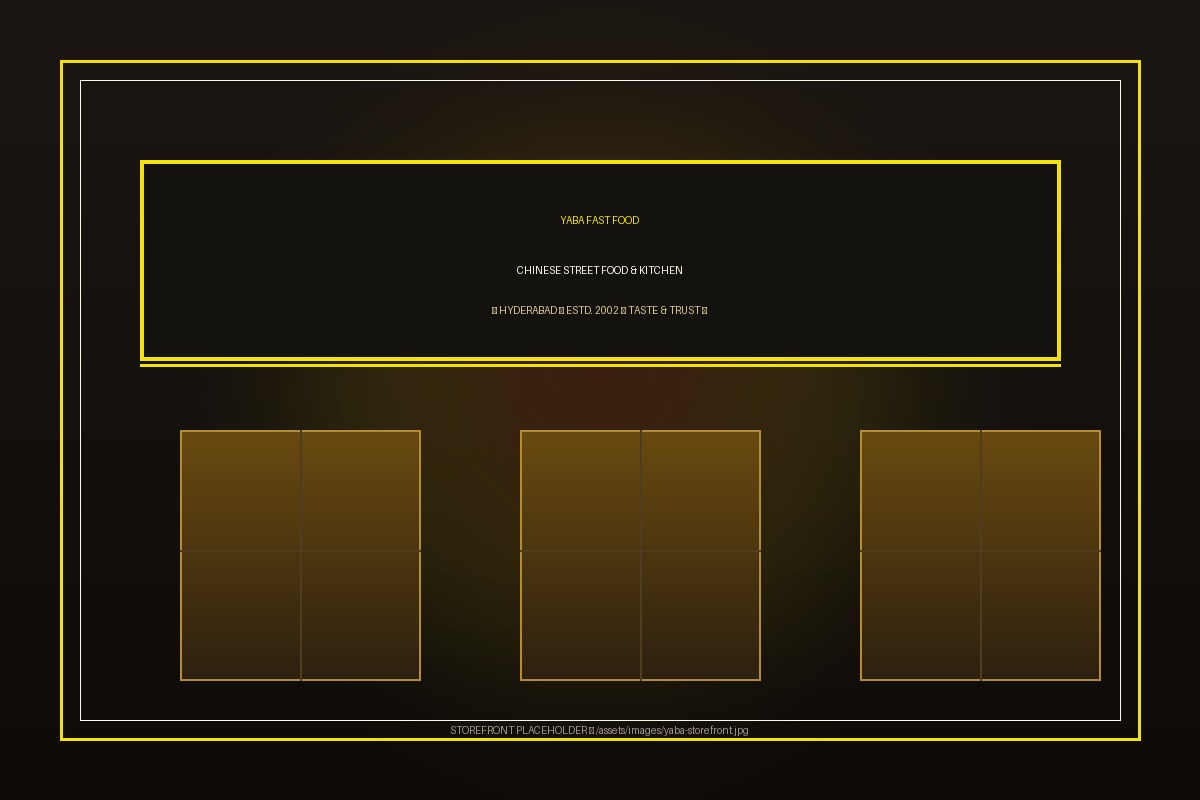 YABA FAST FOOD
CHINESE STREET FOOD & KITCHEN
HYDERABAD ESTD. 2002 TASTE & TRUST
STOREFRONT PLACEHOLDER /assets/images/yaba-storefront.jpg